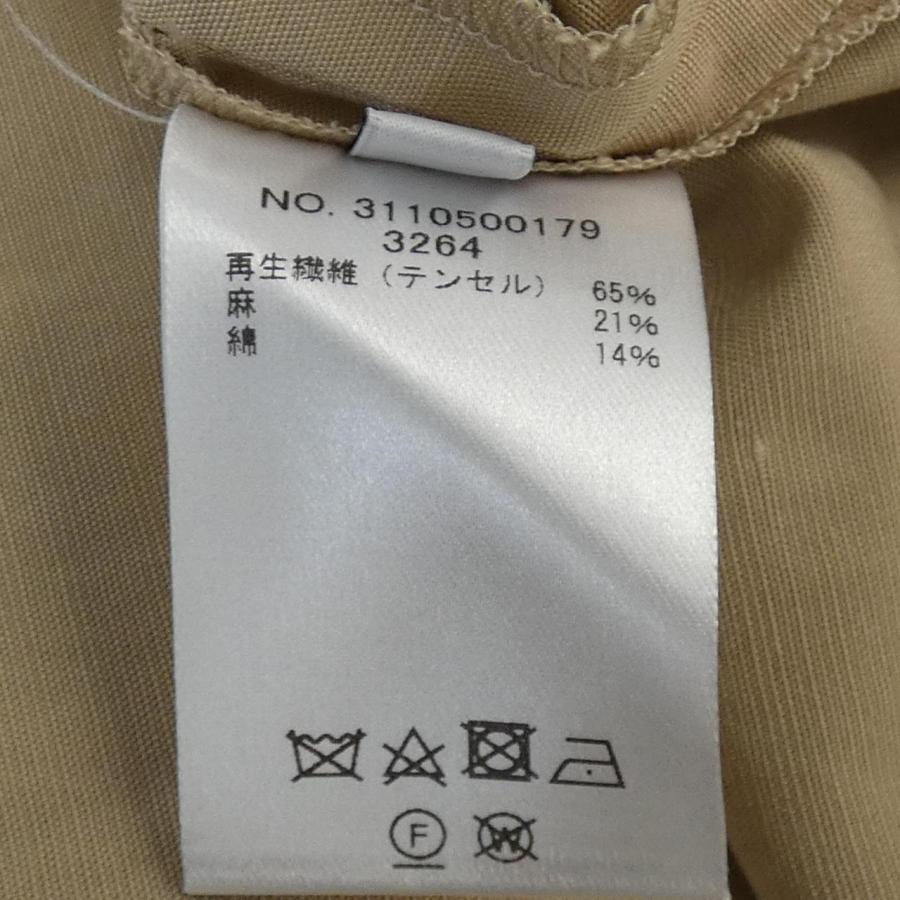 NO. 3110500179
3264
再生繊維（テンセル） 65%
麻 21%
綿 14%
F
W